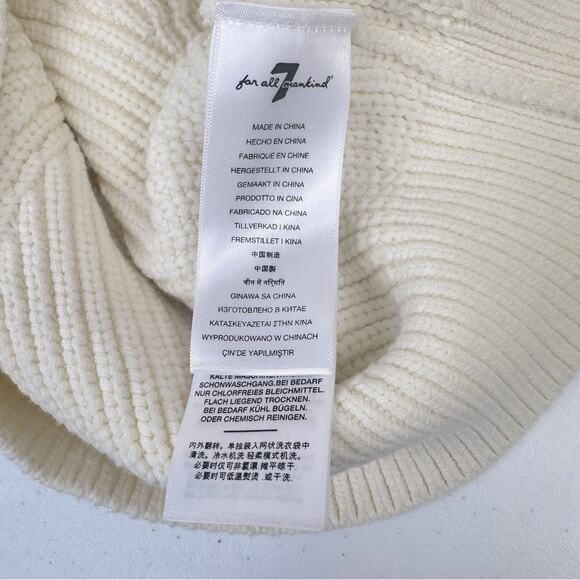 7
for all mankind®
MADE IN CHINA
HECHO EN CHINA
FABRIQUE EN CHINE
HERGESTELLT IN CHINA
GEMAAKT IN CHINA
PRODOTTO IN CINA
FABRICADO NA CHINA
TILLVERKAD I KINA
FREMSTILLET I KINA
中国制造
中国製
चीन में नरि्मति
GINAWA SA CHINA
ИЗГОТОВЛЕНО В КИТАЕ
ΚΑΤΑΣΚΕΥΑΖΕΤΑΙ ΣΤΗΝ ΚΙΝΑ
WYPRODUKOWANO W CHINACH
ÇIN'DE YAPILMIŞTIR
KALTE
SCHONWASCHGANG. BEI BEDARF
NUR CHLORFREIES BLEICHMITTEL.
FLACH LIEGEND TROCKNEN.
BEI BEDARF KÜHL BÜGELN.
ODER CHEMISCH REINIGEN.
内外翻转。单独装入网状洗衣袋中
清洗。冷水机洗 轻柔模式机洗。
必要时仅可非氯漂.摊平晾干.
必要时可低温熨烫 .或干洗.